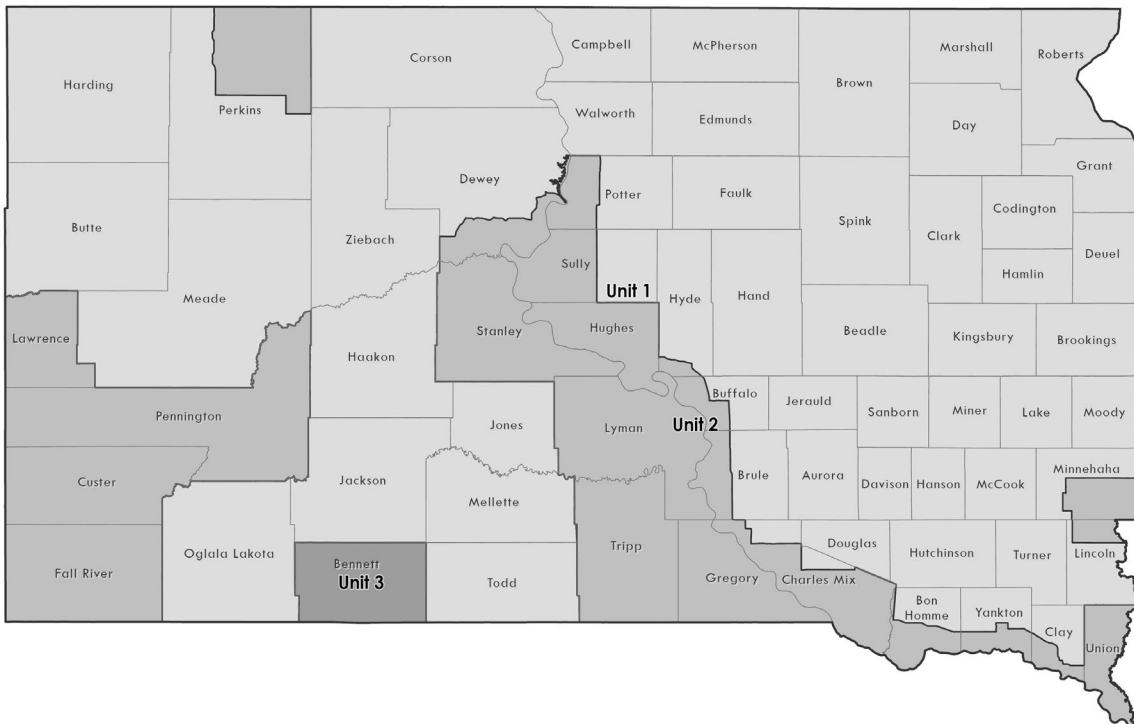 Campbell
McPherson
Marshall
Roberts
Harding
Corson
Brown
Perkins
Walworth
Edmunds
Day
Grant
Dewey
Potter
Faulk
Codington
Butte
Ziebach
Spink
Clark
Deuel
Sully
Hamlin
Meade
Unit 1
Hyde
Hand
Lawrence
Stanley
Hughes
Beadle
Kingsbury
Brookings
Haakon
Buffalo
Jerauld
Sanborn
Miner
Lake
Moody
Pennington
Jones
Lyman
Unit 2
Custer
Jackson
Mellette
Brule
Aurora
Davison
Hanson
McCook
Minnehaha
Oglala Lakota
Tripp
Douglas
Hutchinson
Turner
Lincoln
Fall River
Bennett
Unit 3
Todd
Gregory
Charles Mix
Bon
Homme
Yankton
Clay
Union